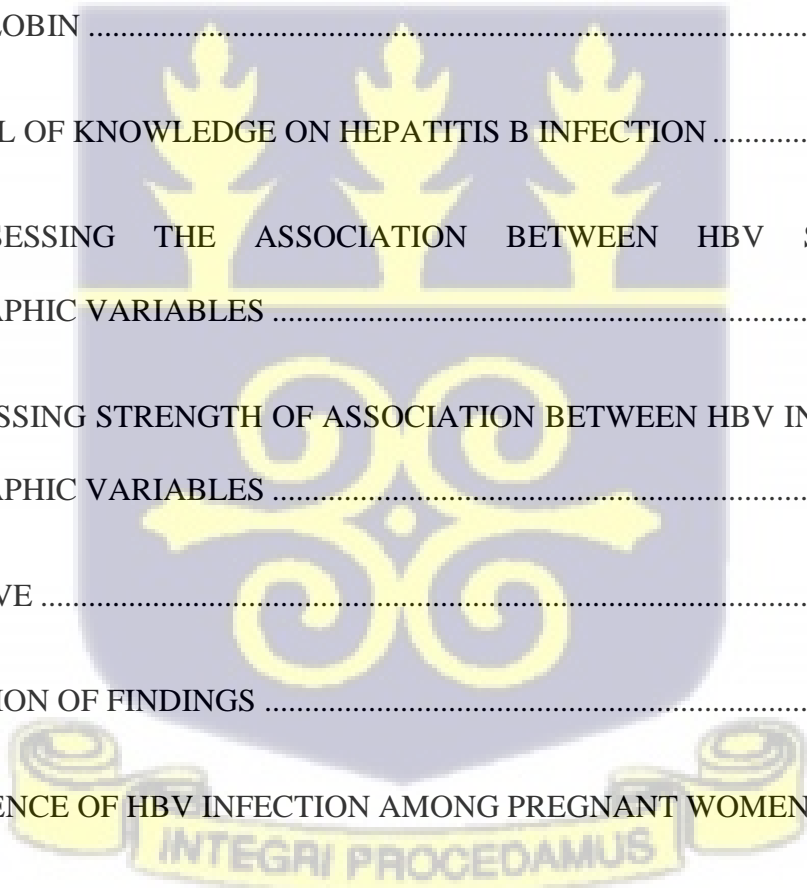 LOBIN ................................................................................
L OF KNOWLEDGE ON HEPATITIS B INFECTION .............
SESSING THE ASSOCIATION BETWEEN HBV S
APHIC VARIABLES .........................................................
SSING STRENGTH OF ASSOCIATION BETWEEN HBV IN
APHIC VARIABLES .........................................................
VE ......................................................................................
ION OF FINDINGS ..........................................................
ENCE OF HBV INFECTION AMONG PREGNANT WOMEN
INTEGRI PROCEDAMUS